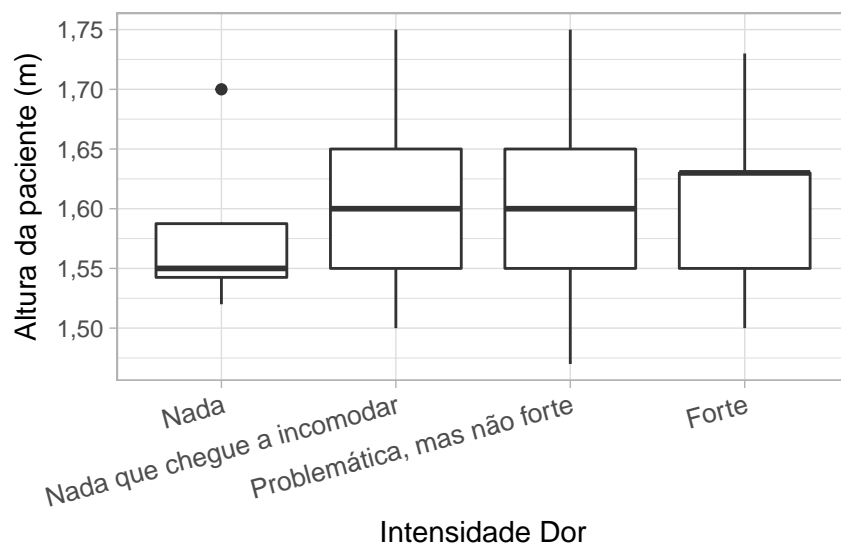 Altura da paciente (m)
1,75
1,70
1,65
1,60
1,55
1,50
Nada
Nada que chegue a incomodar
Problemática, mas não forte
Forte
Intensidade Dor